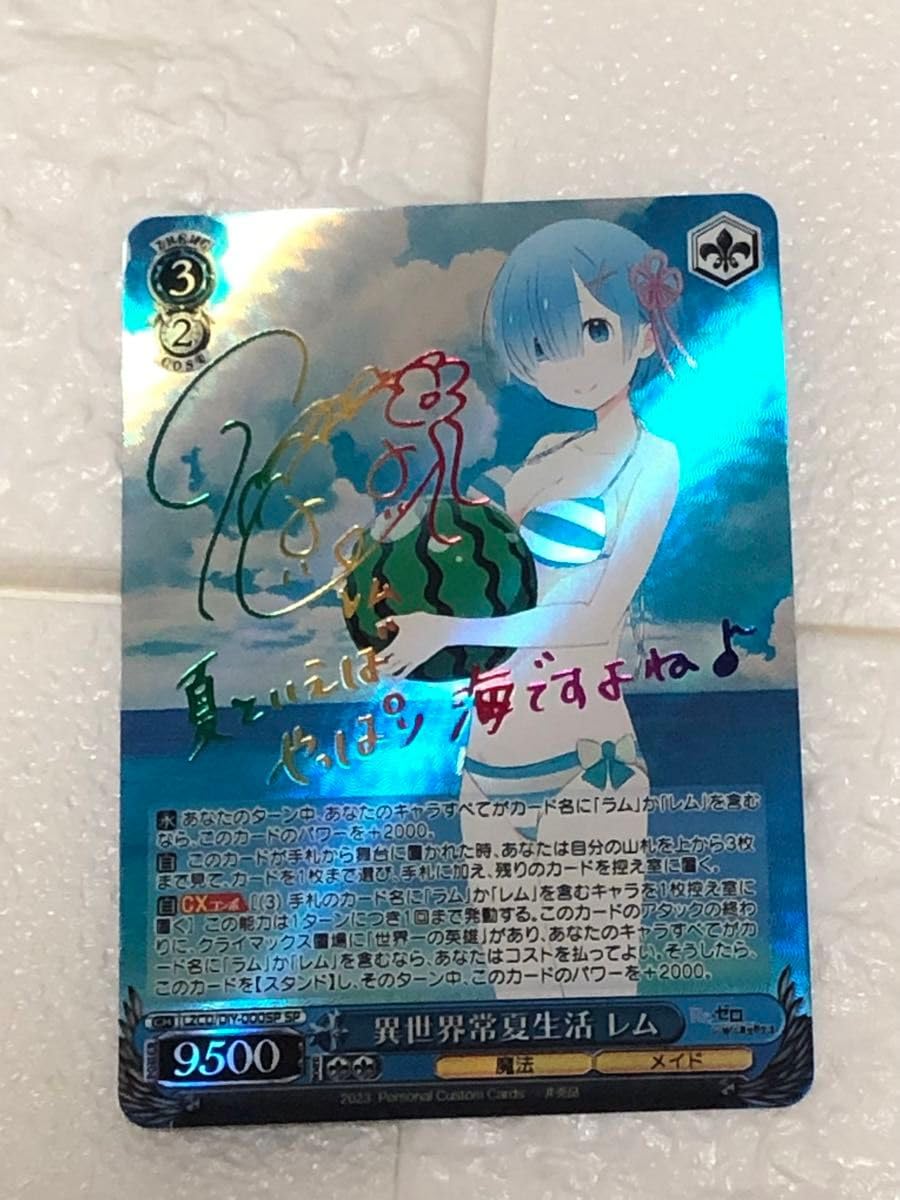 3
2
COST
レム
夏といえば
やっぱり 海ですよね♪
永 あなたのターン中、あなたのキャラすべてがカード名に「ラム」か「レム」を含む
なら、このカードのパワーを+2000。
自 このカードが手札から舞台に置かれた時、あなたは自分の山札を上から3枚
まで見て、カードを1枚まで選び、手札に加え、残りのカードを控え室に置く。
自 CXコンボ [(3) 手札のカード名に「ラム」か「レム」を含むキャラを1枚控え室に
置く] この能力は1ターンにつき1回まで発動する。このカードのアタックの終わ
りに、クライマックス置場に「世界一の英雄」があり、あなたのキャラすべてがカ
ード名に「ラム」か「レム」を含むなら、あなたはコストを払ってよい。そうしたら、
このカードを【スタンド】し、そのターン中、このカードのパワーを+2000。
LZCD/DIY-000SP SP
異世界常夏生活 レム
Re:ゼロ
9500
魔法 メイド
2023 Personal Custom Cards 非売品